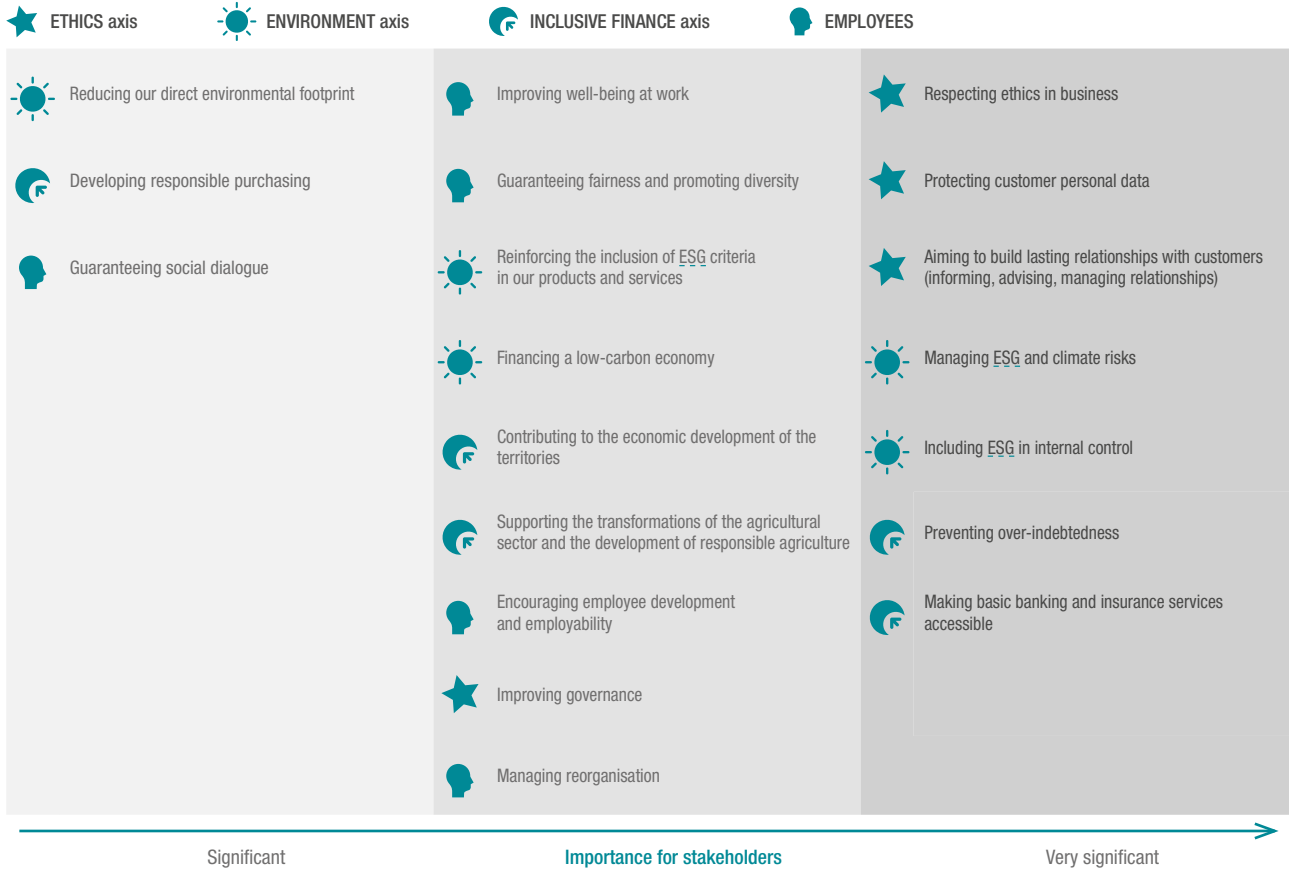 ETHICS axis
ENVIRONMENT axis
INCLUSIVE FINANCE axis
EMPLOYEES
Reducing our direct environmental footprint
Developing responsible purchasing
Guaranteeing social dialogue
Improving well-being at work
Guaranteeing fairness and promoting diversity
Reinforcing the inclusion of ESG criteria
in our products and services
Financing a low-carbon economy
Contributing to the economic development of the
territories
Supporting the transformations of the agricultural
sector and the development of responsible agriculture
Encouraging employee development
and employability
Improving governance
Managing reorganisation
Respecting ethics in business
Protecting customer personal data
Aiming to build lasting relationships with customers
(informing, advising, managing relationships)
Managing ESG and climate risks
Including ESG in internal control
Preventing over-indebtedness
Making basic banking and insurance services
accessible
Significant
Importance for stakeholders
Very significant